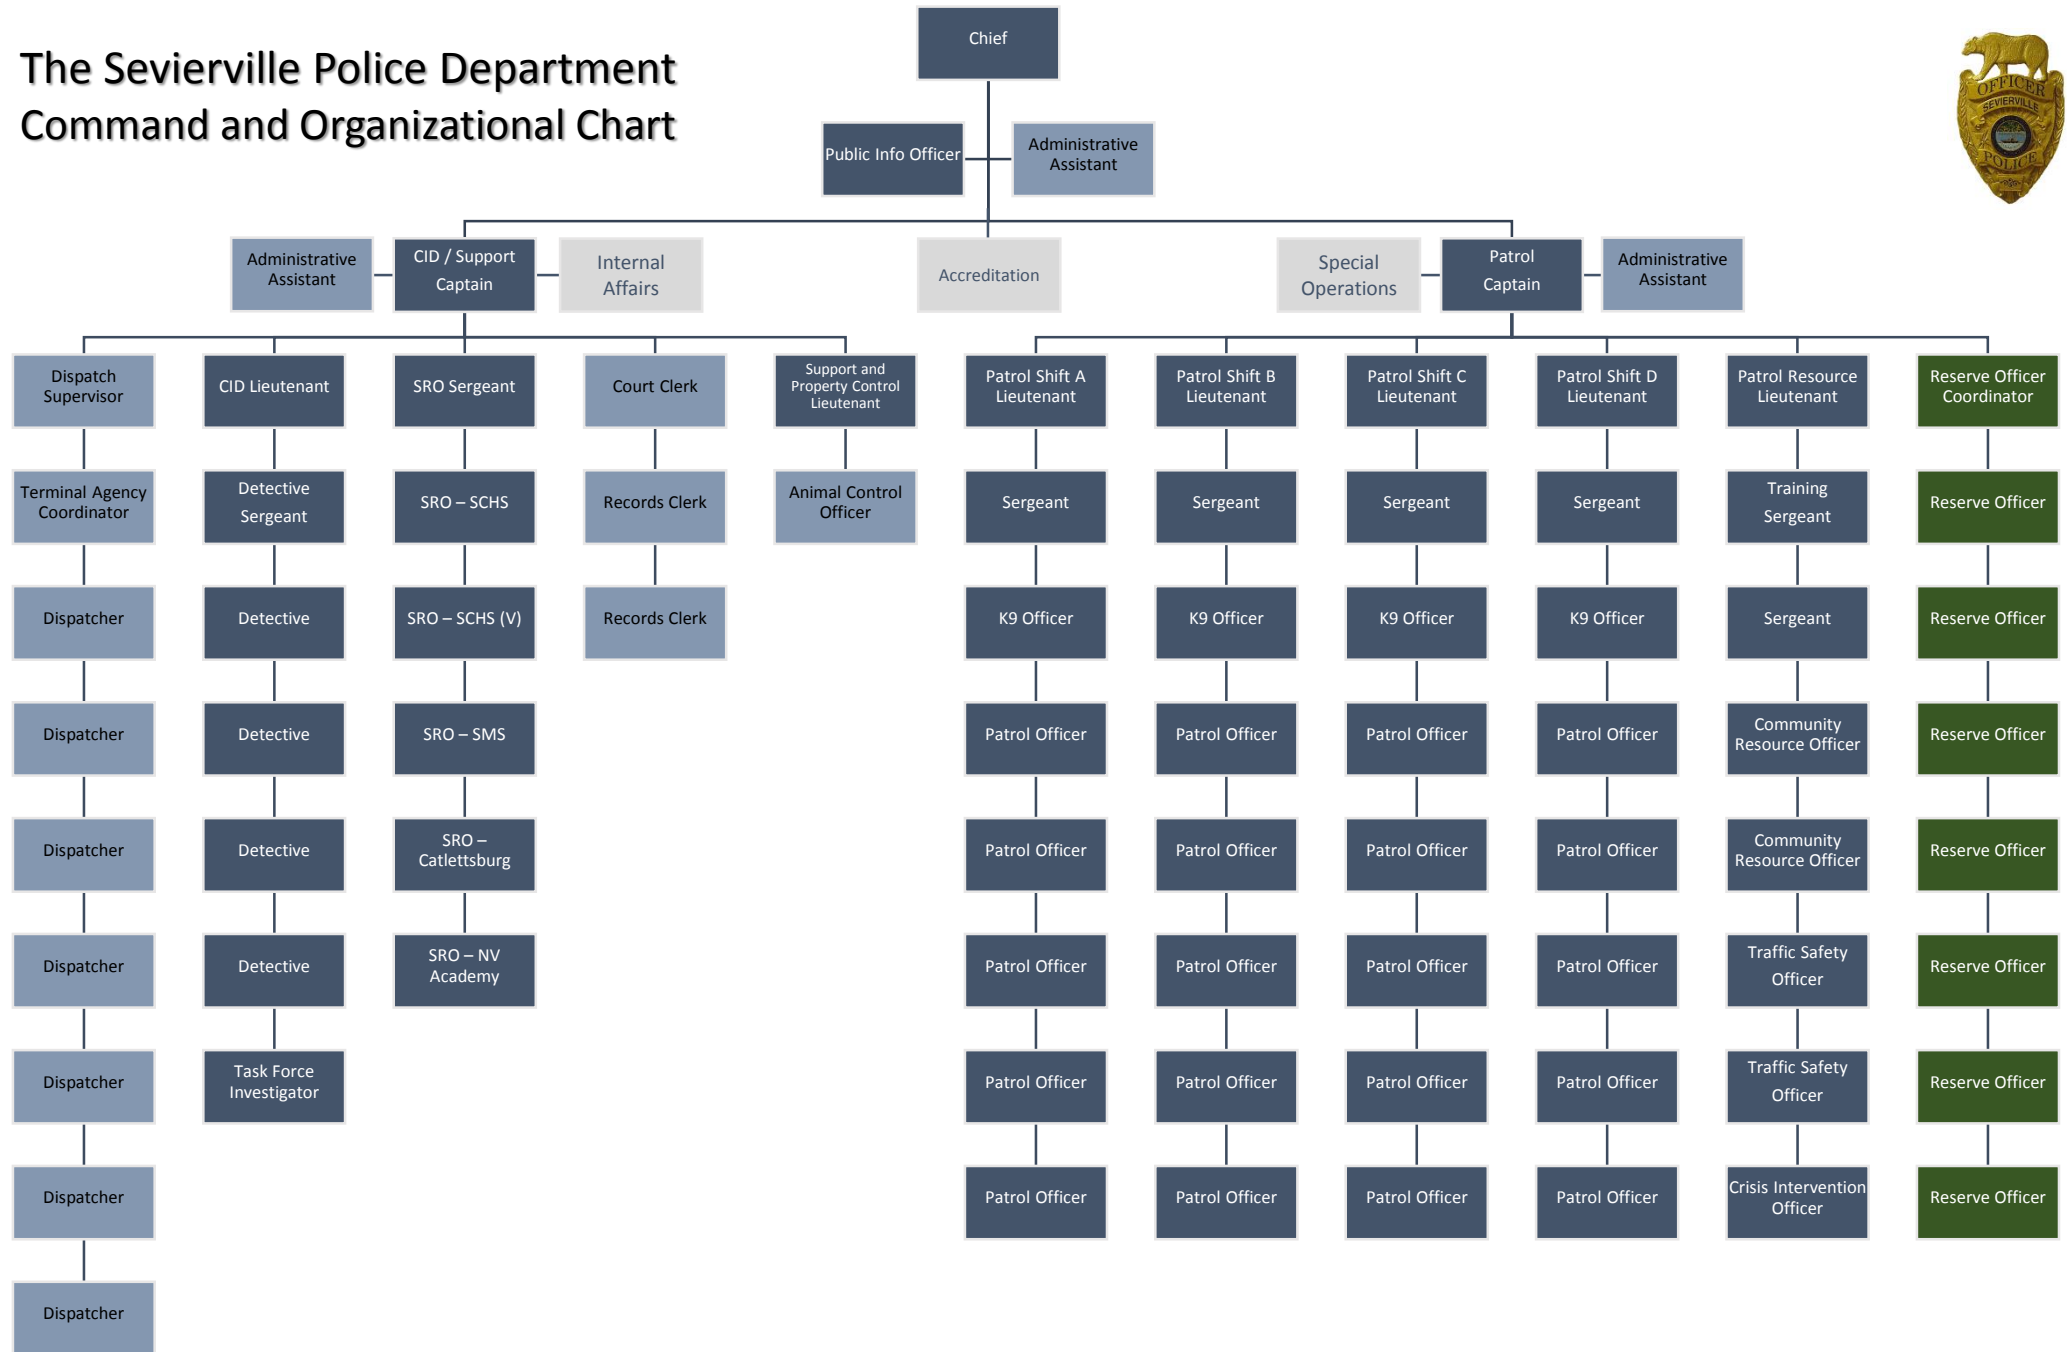 The Sevierville Police Department
Command and Organizational Chart
Chief
OFFICER
SEVIERVILLE
POLICE
Public Info Officer
Administrative
Assistant
Administrative
Assistant
CID / Support
Captain
Internal
Affairs
Accreditation
Special
Operations
Patrol
Captain
Administrative
Assistant
Dispatch
Supervisor
CID Lieutenant
SRO Sergeant
Court Clerk
Support and
Property Control
Lieutenant
Patrol Shift A
Lieutenant
Patrol Shift B
Lieutenant
Patrol Shift C
Lieutenant
Patrol Shift D
Lieutenant
Patrol Resource
Lieutenant
Reserve Officer
Coordinator
Terminal Agency
Coordinator
Detective
Sergeant
SRO – SCHS
Records Clerk
Animal Control
Officer
Sergeant
Sergeant
Sergeant
Sergeant
Training
Sergeant
Reserve Officer
Dispatcher
Detective
SRO – SCHS (V)
Records Clerk
K9 Officer
K9 Officer
K9 Officer
K9 Officer
Sergeant
Reserve Officer
Dispatcher
Detective
SRO – SMS
Patrol Officer
Patrol Officer
Patrol Officer
Patrol Officer
Community
Resource Officer
Reserve Officer
Dispatcher
Detective
SRO –
Catlettsburg
Patrol Officer
Patrol Officer
Patrol Officer
Patrol Officer
Community
Resource Officer
Reserve Officer
Dispatcher
Detective
SRO – NV
Academy
Patrol Officer
Patrol Officer
Patrol Officer
Patrol Officer
Traffic Safety
Officer
Reserve Officer
Dispatcher
Task Force
Investigator
Patrol Officer
Patrol Officer
Patrol Officer
Patrol Officer
Traffic Safety
Officer
Reserve Officer
Dispatcher
Patrol Officer
Patrol Officer
Patrol Officer
Patrol Officer
Crisis Intervention
Officer
Reserve Officer
Dispatcher